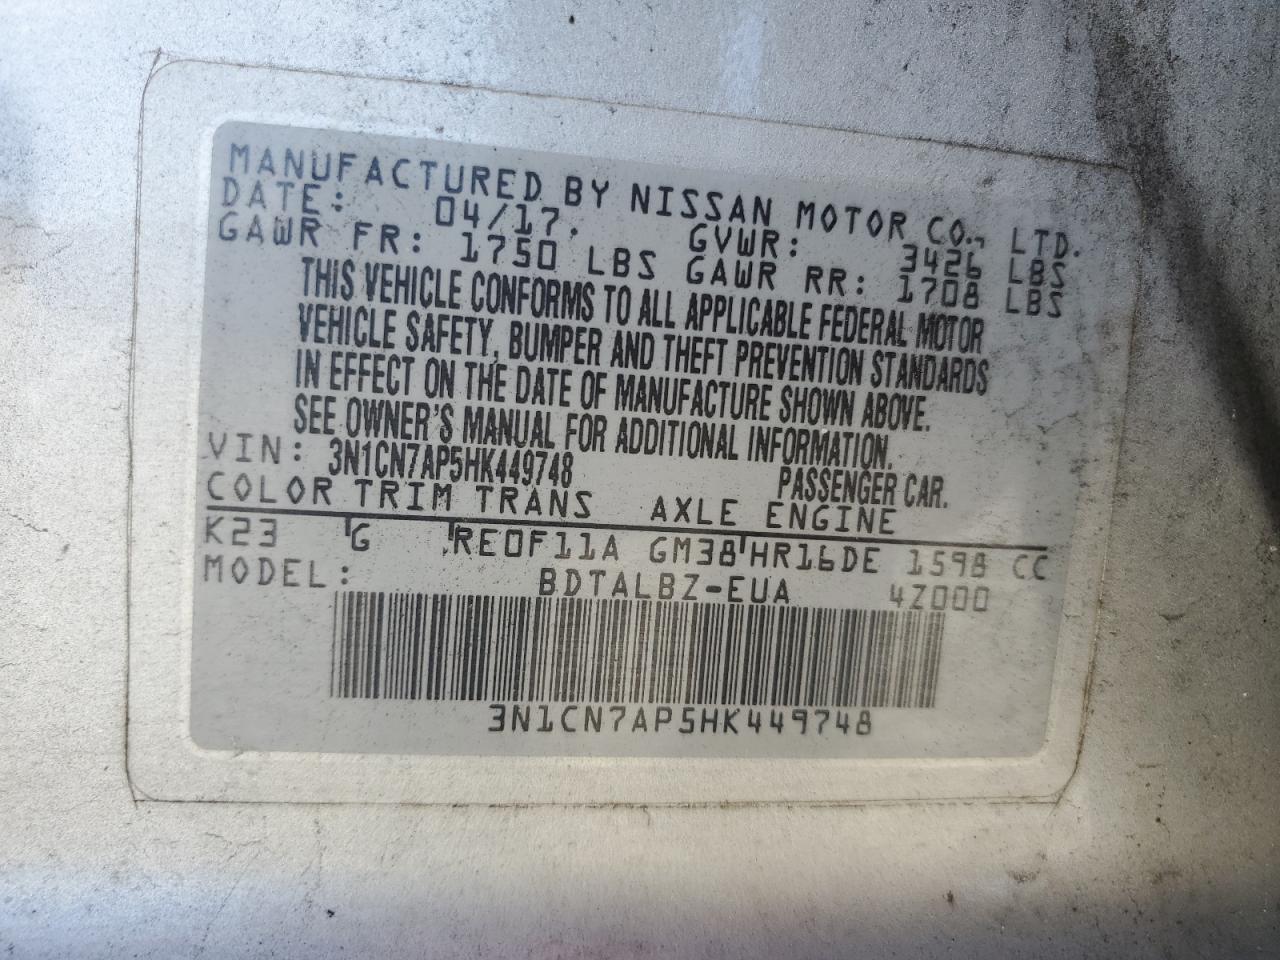 MANUFACTURED BY NISSAN MOTOR CO., LTD.
DATE: 04/17. GVWR: 3426 LBS
GAWR FR: 1750 LBS GAWR RR: 1708 LBS
THIS VEHICLE CONFORMS TO ALL APPLICABLE FEDERAL MOTOR
VEHICLE SAFETY, BUMPER AND THEFT PREVENTION STANDARDS
IN EFFECT ON THE DATE OF MANUFACTURE SHOWN ABOVE.
SEE OWNER'S MANUAL FOR ADDITIONAL INFORMATION.
VIN: 3N1CN7AP5HK449748 PASSENGER CAR.
COLOR TRIM TRANS AXLE ENGINE
K23 G RE0F11A GM38 HR16DE 1598 CC
MODEL: BDTALBZ-EUA 4Z000
3N1CN7AP5HK449748